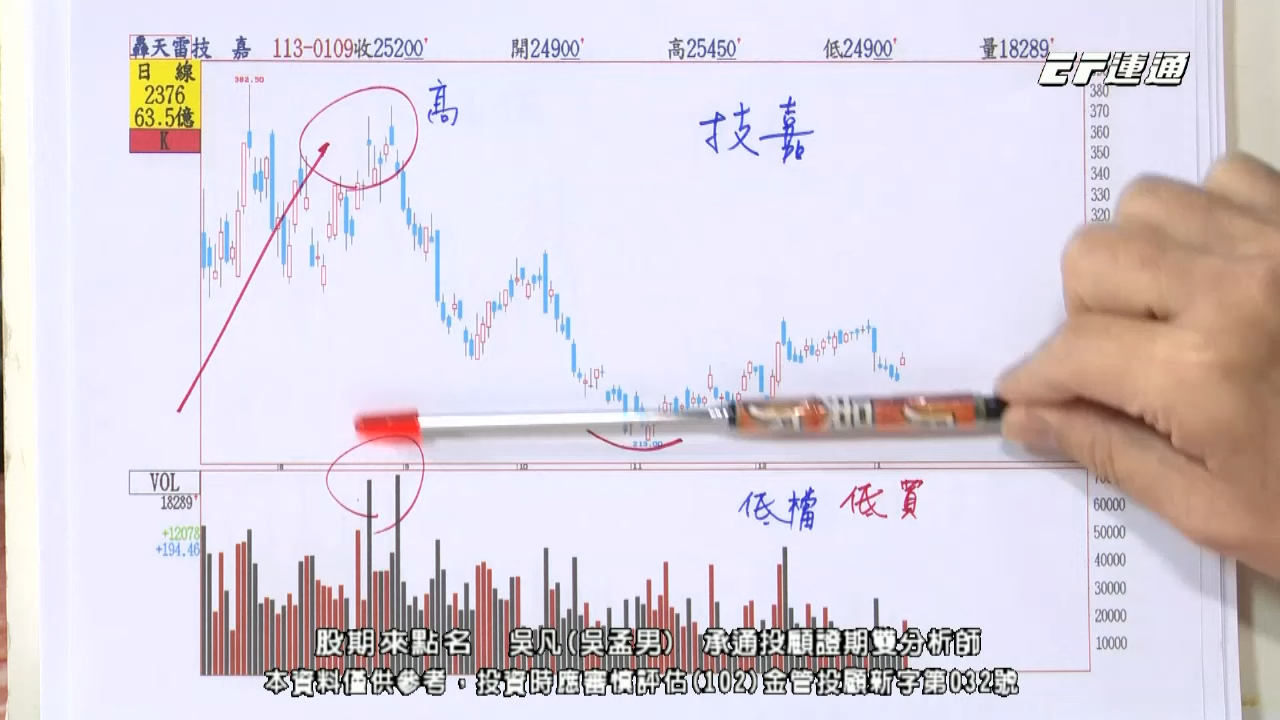 轟天雷技 嘉 113-0109收25200' 開24900' 高25450' 低24900' 量18289'
EF連通
日 線
2376
63.5億
K
382.50
高
技嘉
380
370
360
350
340
330
320
213.00
8 9 10 11 12 1
VOL
18289'
+12078
+194.46
低檔 低買
60000
50000
40000
30000
20000
10000
股期來點名 吳凡(吳孟男) 承通投顧證期雙分析師
本資料僅供參考,投資時應審慎評估(102)金管投顧新字第032號